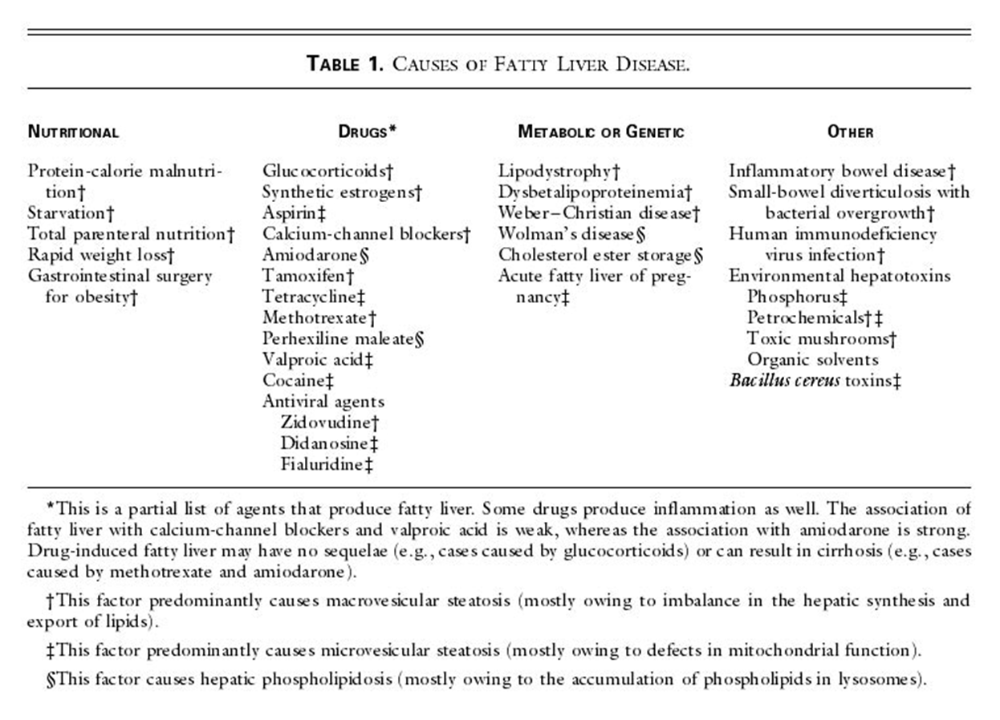 TABLE 1. CAUSES OF FATTY LIVER DISEASE.
NUTRITIONAL
Protein-calorie malnutri-
tion†
Starvation†
Total parenteral nutrition†
Rapid weight loss†
Gastrointestinal surgery
for obesity†
DRUGS*
Glucocorticoids†
Synthetic estrogens†
Aspirin‡
Calcium-channel blockers†
Amiodarone§
Tamoxifen†
Tetracycline‡
Methotrexate†
Perhexiline maleate§
Valproic acid‡
Cocaine‡
Antiviral agents
Zidovudine†
Didanosine‡
Fialuridine‡
METABOLIC OR GENETIC
Lipodystrophy†
Dysbetalipoproteinemia†
Weber–Christian disease†
Wolman's disease§
Cholesterol ester storage§
Acute fatty liver of preg-
nancy‡
OTHER
Inflammatory bowel disease†
Small-bowel diverticulosis with
bacterial overgrowth†
Human immunodeficiency
virus infection†
Environmental hepatotoxins
Phosphorus‡
Petrochemicals†‡
Toxic mushrooms†
Organic solvents
Bacillus cereus toxins‡
*This is a partial list of agents that produce fatty liver. Some drugs produce inflammation as well. The association of
fatty liver with calcium-channel blockers and valproic acid is weak, whereas the association with amiodarone is strong.
Drug-induced fatty liver may have no sequelae (e.g., cases caused by glucocorticoids) or can result in cirrhosis (e.g., cases
caused by methotrexate and amiodarone).
†This factor predominantly causes macrovesicular steatosis (mostly owing to imbalance in the hepatic synthesis and
export of lipids).
‡This factor predominantly causes microvesicular steatosis (mostly owing to defects in mitochondrial function).
§This factor causes hepatic phospholipidosis (mostly owing to the accumulation of phospholipids in lysosomes).